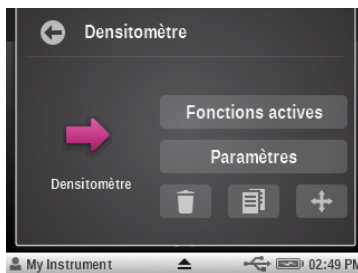 Densitomètre
Fonctions actives
Paramètres
Densitomètre
My Instrument
02:49 PM